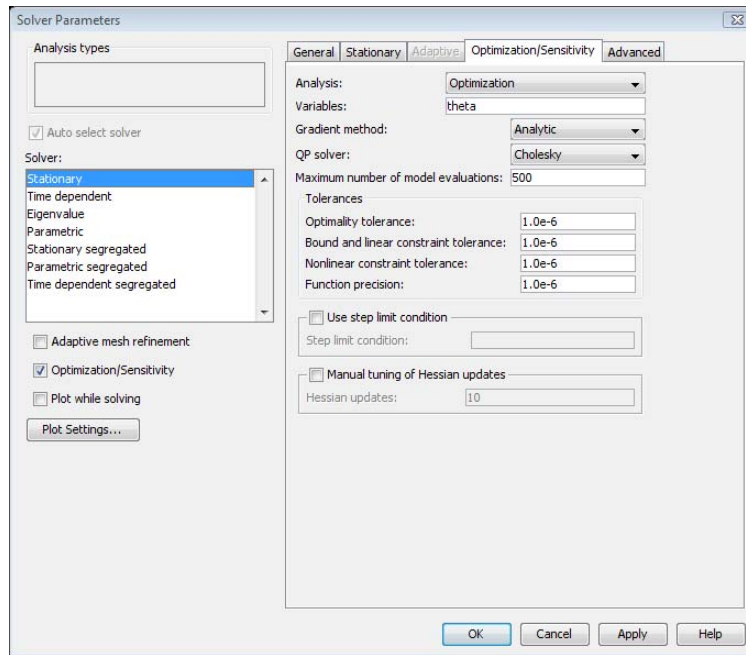 Solver Parameters
Analysis types
Auto select solver
Solver:
Stationary
Time dependent
Eigenvalue
Parametric
Stationary segregated
Parametric segregated
Time dependent segregated
Adaptive mesh refinement
Optimization/Sensitivity
Plot while solving
Plot Settings...
General Stationary Adaptive Optimization/Sensitivity Advanced
Analysis: Optimization
Variables: theta
Gradient method: Analytic
QP solver: Cholesky
Maximum number of model evaluations: 500
Tolerances
Optimality tolerance: 1.0e-6
Bound and linear constraint tolerance: 1.0e-6
Nonlinear constraint tolerance: 1.0e-6
Function precision: 1.0e-6
Use step limit condition
Step limit condition:
Manual tuning of Hessian updates
Hessian updates: 10
OK Cancel Apply Help